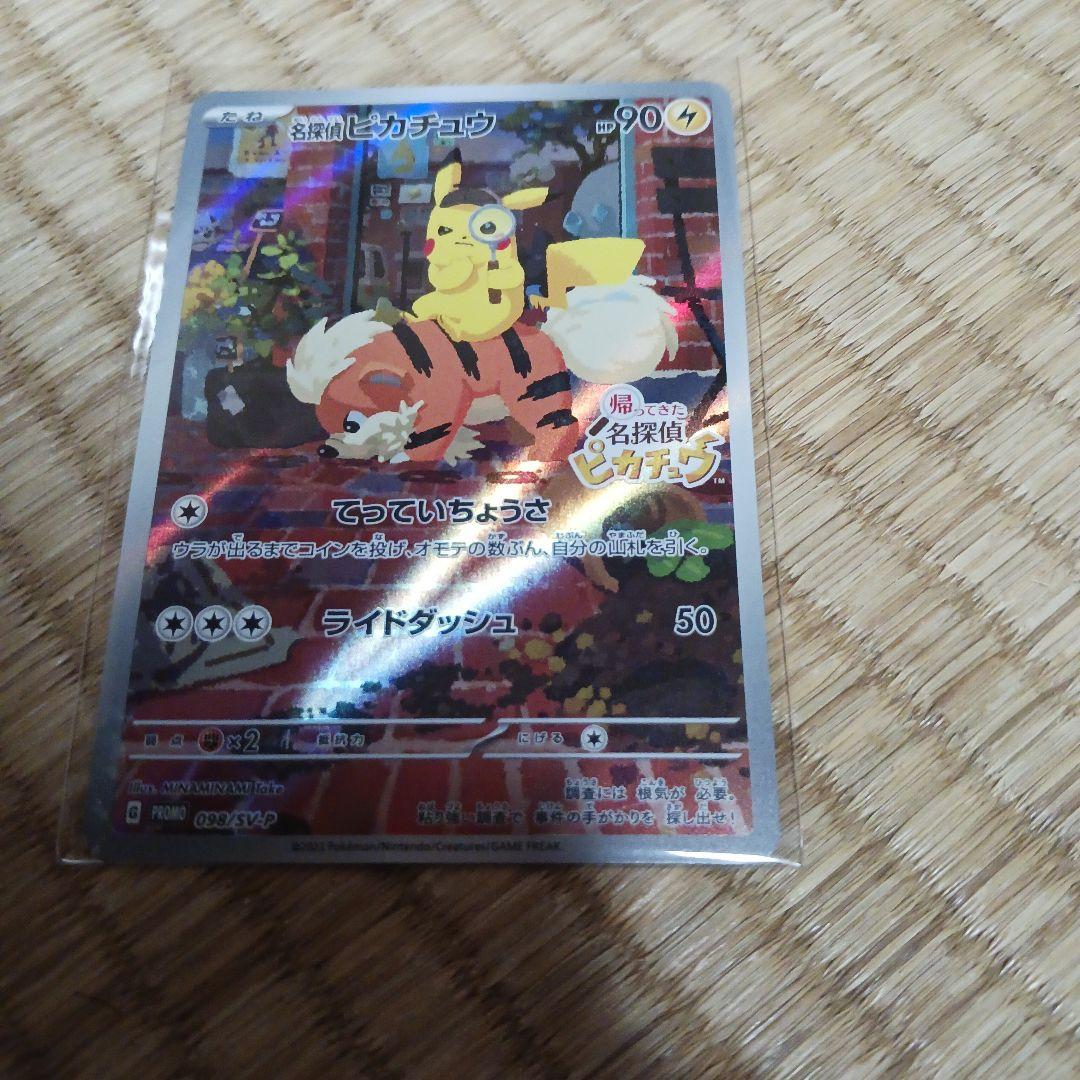 たね 名探偵ピカチュウ HP90
帰ってきた
名探偵
ピカチュウ
TM
てっていちょうさ
ウラが出るまでコインを投げ、オモテの数ぶん、自分の山札を引く。
ライドダッシュ 50
弱点 ×2 抵抗力 にげる
Illus. MINAMINAMI Take
調査には 根気が 必要。
G PROMO 098/SV-P
粘り強い調査で 事件の手がかりを 探し出せ!
©2023 Pokémon/Nintendo/Creatures/GAME FREAK.